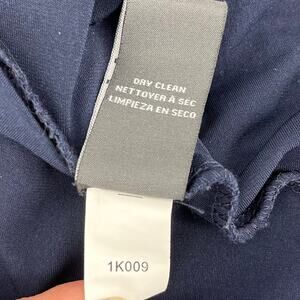 DRY CLEAN
NETTOYER À SEC
LIMPIEZA EN SECO
1K009